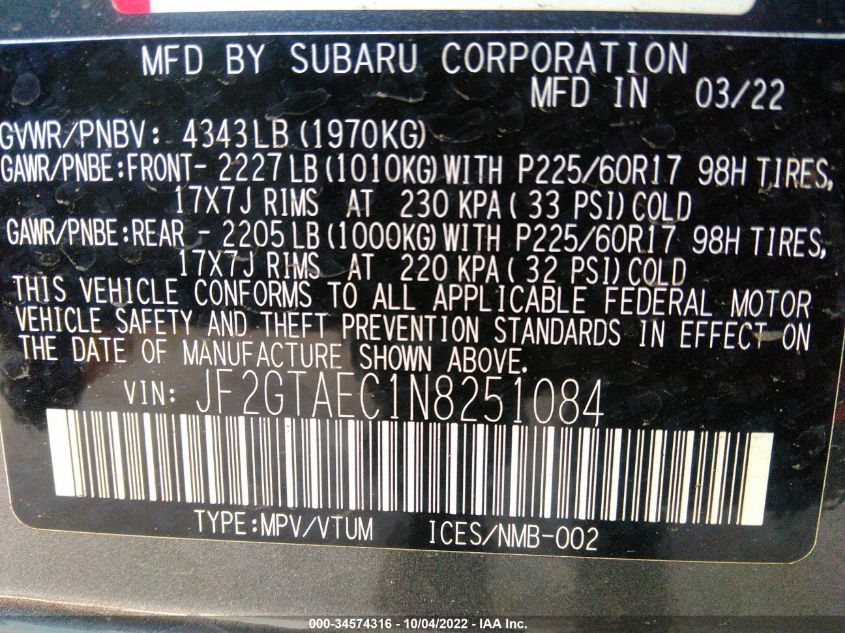 MFD BY SUBARU CORPORATION
MFD IN 03/22
GVWR/PNBV: 4343LB (1970KG)
GAWR/PNBE:FRONT- 2227 LB (1010KG) WITH P225/60R17 98H TIRES,
17X7J RIMS AT 230 KPA ( 33 PSI) COLD
GAWR/PNBE:REAR - 2205 LB (1000KG) WITH P225/60R17 98H TIRES,
17X7J RIMS AT 220 KPA ( 32 PSI) COLD
THIS VEHICLE CONFORMS TO ALL APPLICABLE FEDERAL MOTOR
VEHICLE SAFETY AND THEFT PREVENTION STANDARDS IN EFFECT ON
THE DATE OF MANUFACTURE SHOWN ABOVE.
VIN: JF2GTAEC1N8251084
TYPE:MPV/VTUM ICES/NMB-002
000-34574316 - 10/04/2022 - IAA Inc.